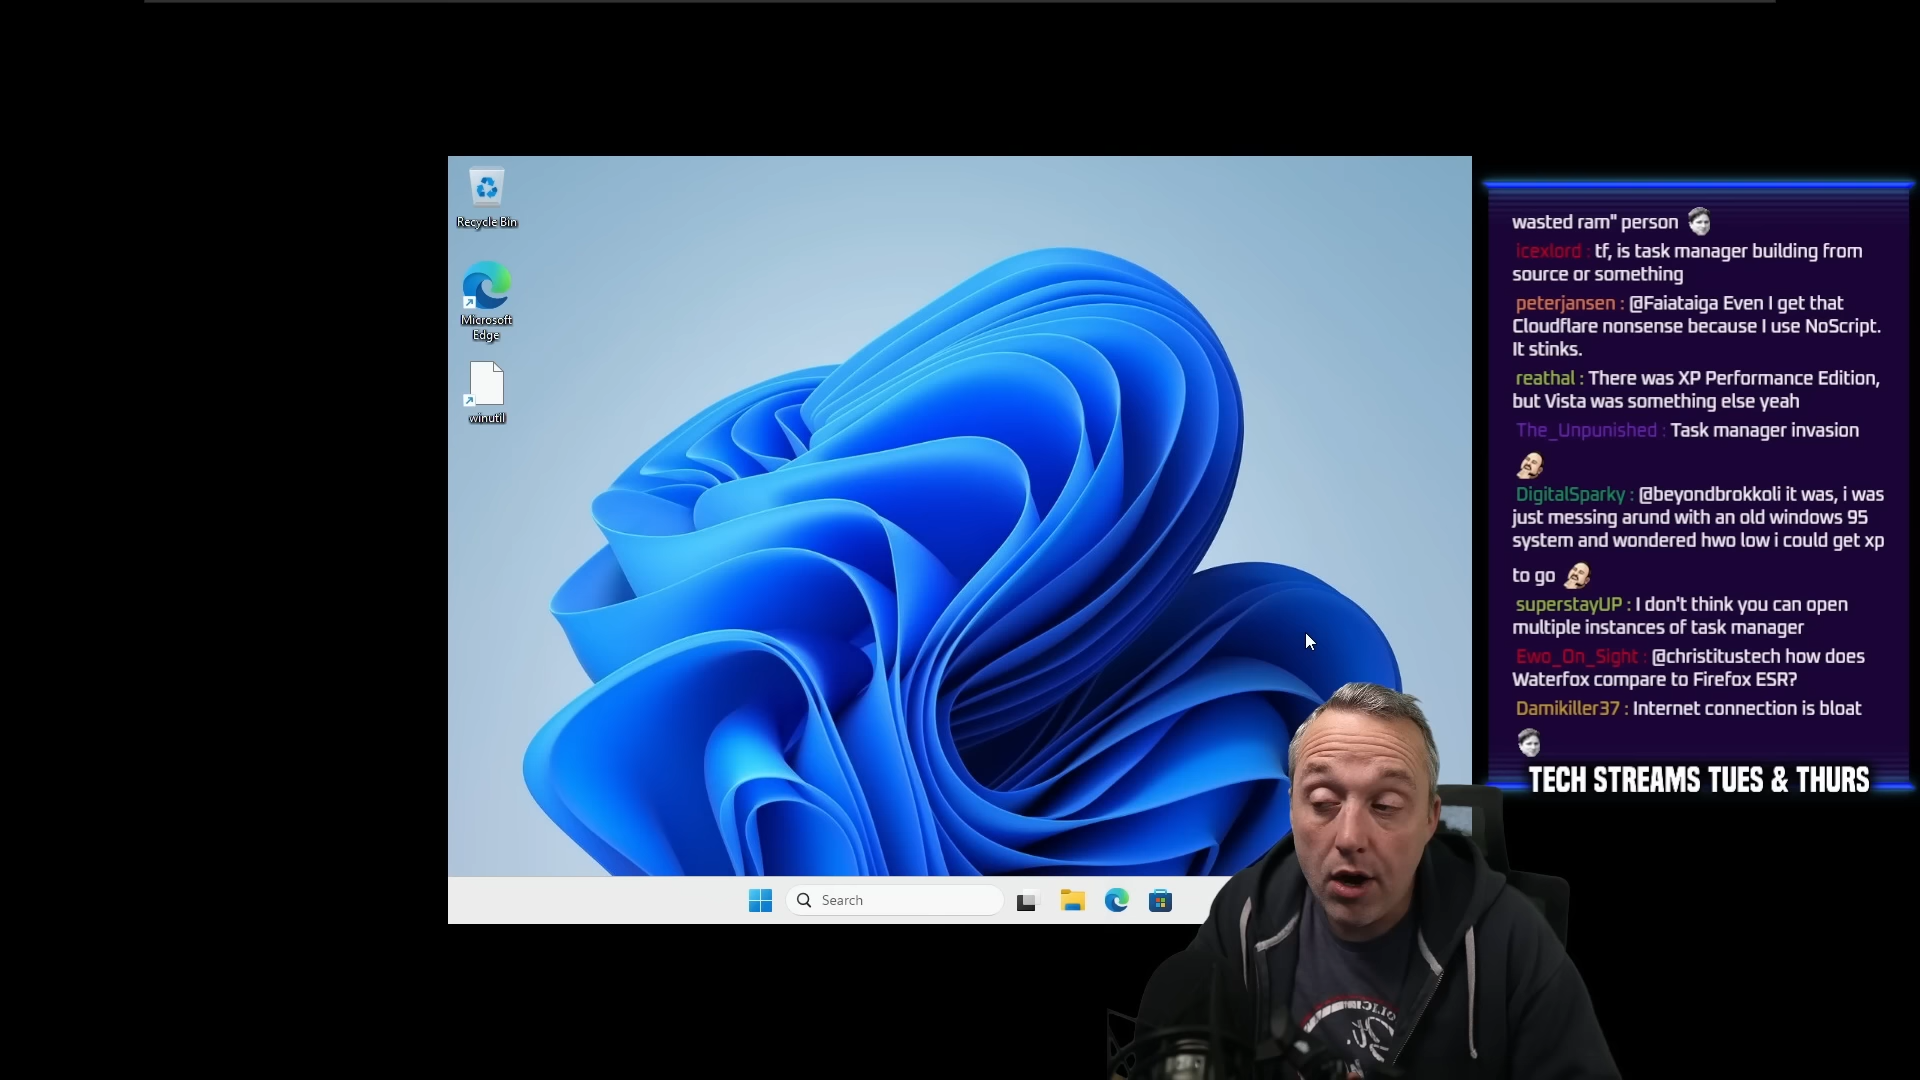 Recycle Bin
Microsoft
Edge
winutil
Search
wasted ram" person
icexlord : tf, is task manager building from
source or something
peterjansen : @Faiataiga Even I get that
Cloudflare nonsense because I use NoScript.
It stinks.
reathal : There was XP Performance Edition,
but Vista was something else yeah
The_Unpunished : Task manager invasion
DigitalSparky : @beyondbrokkoli it was, i was
just messing arund with an old windows 95
system and wondered hwo low i could get xp
to go
superstayUP : I don't think you can open
multiple instances of task manager
Ewo_On_Sight : @christitustech how does
Waterfox compare to Firefox ESR?
Damikiller37 : Internet connection is bloat
TECH STREAMS TUES & THURS